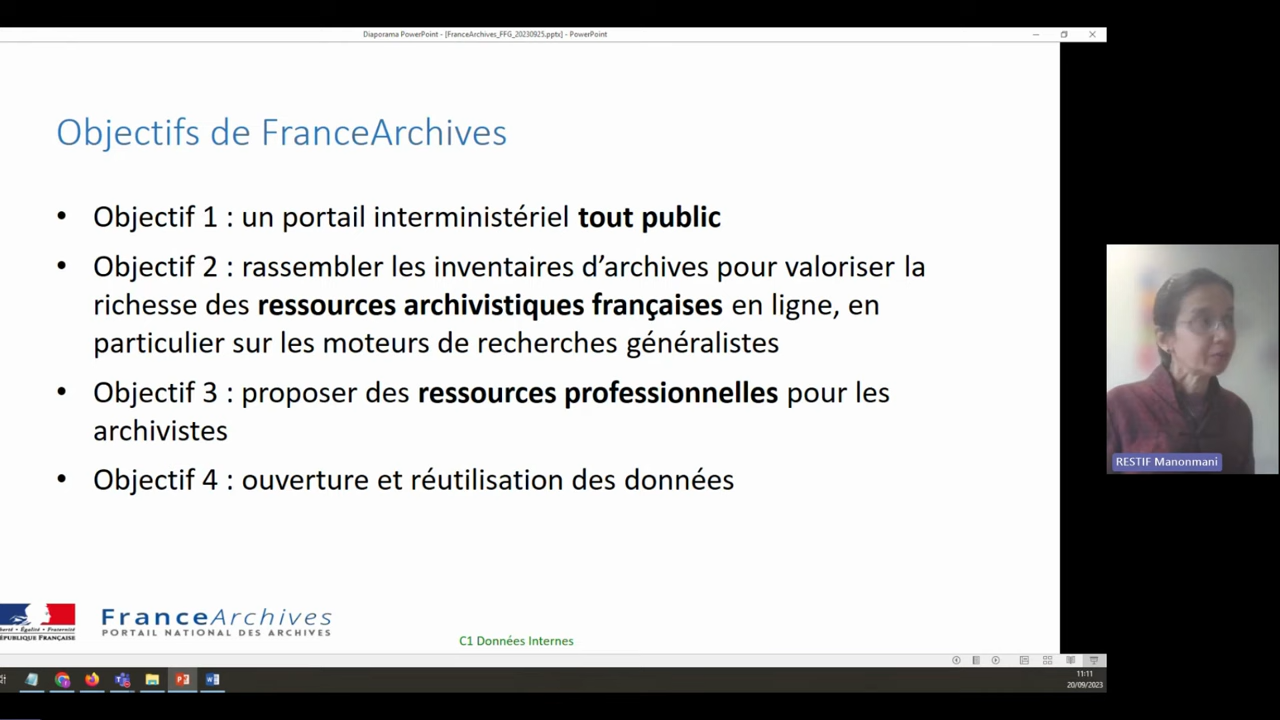 Diaporama PowerPoint - [FranceArchives_FFG_20230925.pptx] - PowerPoint
Objectifs de FranceArchives
• Objectif 1 : un portail interministériel tout public
• Objectif 2 : rassembler les inventaires d’archives pour valoriser la
richesse des ressources archivistiques françaises en ligne, en
particulier sur les moteurs de recherches généralistes
• Objectif 3 : proposer des ressources professionnelles pour les
archivistes
• Objectif 4 : ouverture et réutilisation des données
RESTIF Manonmani
FranceArchives
PORTAIL NATIONAL DES ARCHIVES
RÉPUBLIQUE FRANÇAISE
C1 Données Internes
11:11
20/09/2023